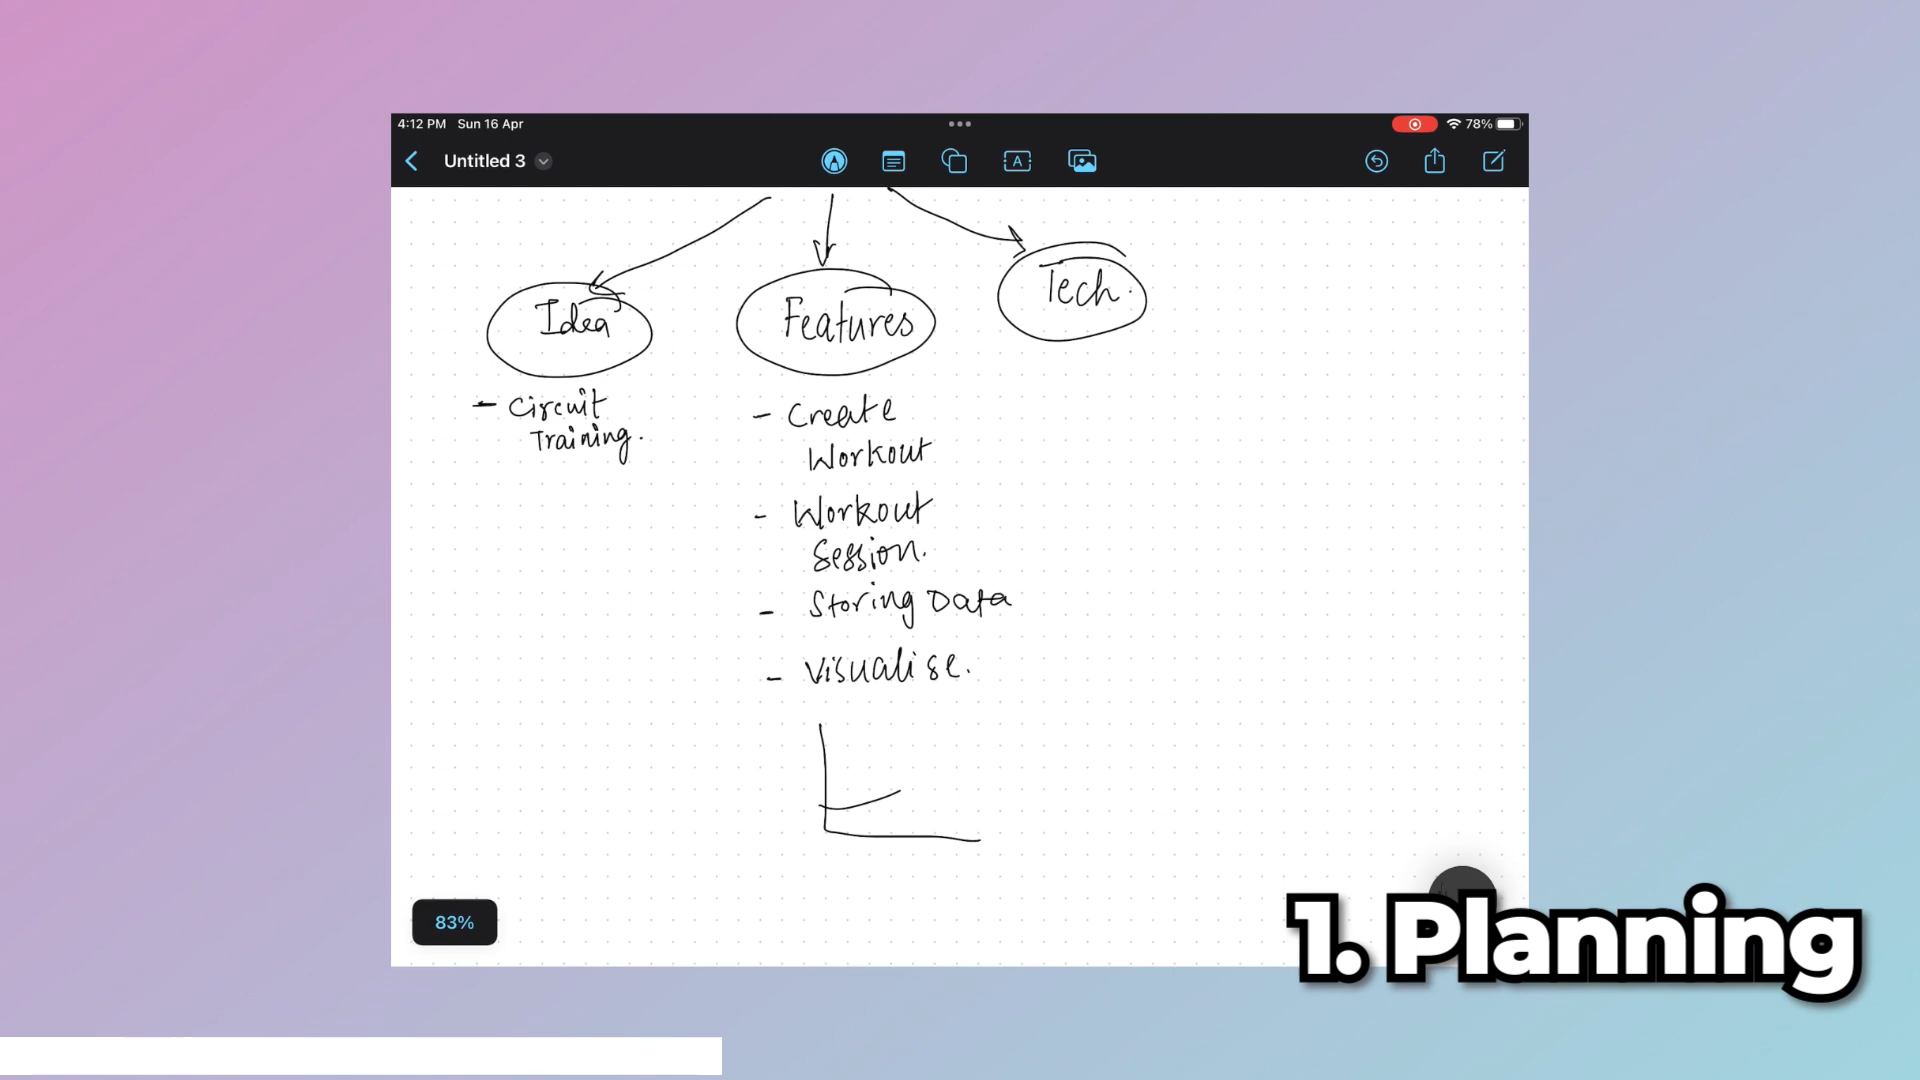 4:12 PM Sun 16 Apr
78%
Untitled 3
A
Idea
Features
Tech.
- Circuit
Training.
- Create
Workout
- Workout
Session.
- Storing Data
- Visualise.
83%
1. Planning